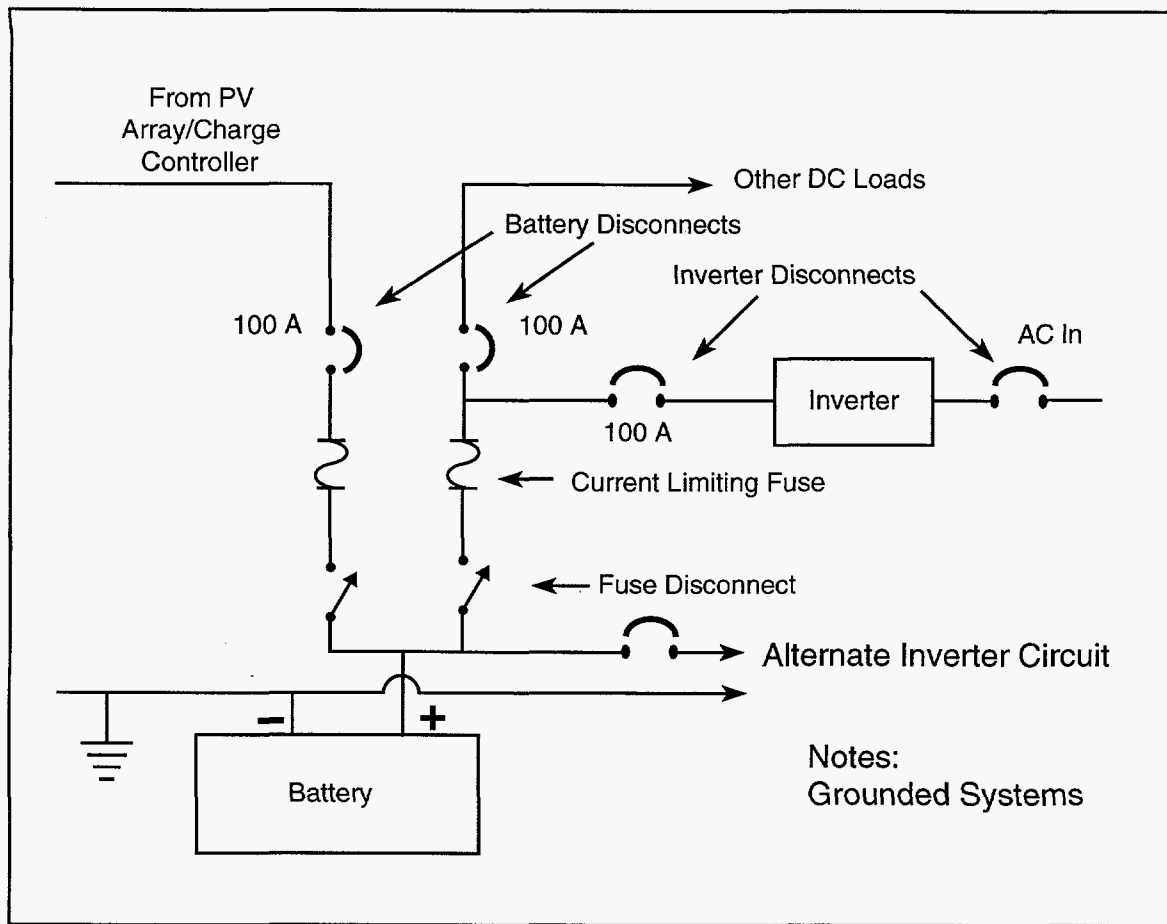 From PV
Array/Charge
Controller
Other DC Loads
Battery Disconnects
Inverter Disconnects
100 A
100 A
AC In
Inverter
100 A
Current Limiting Fuse
Fuse Disconnect
Alternate Inverter Circuit
−
+
Battery
Notes:
Grounded Systems